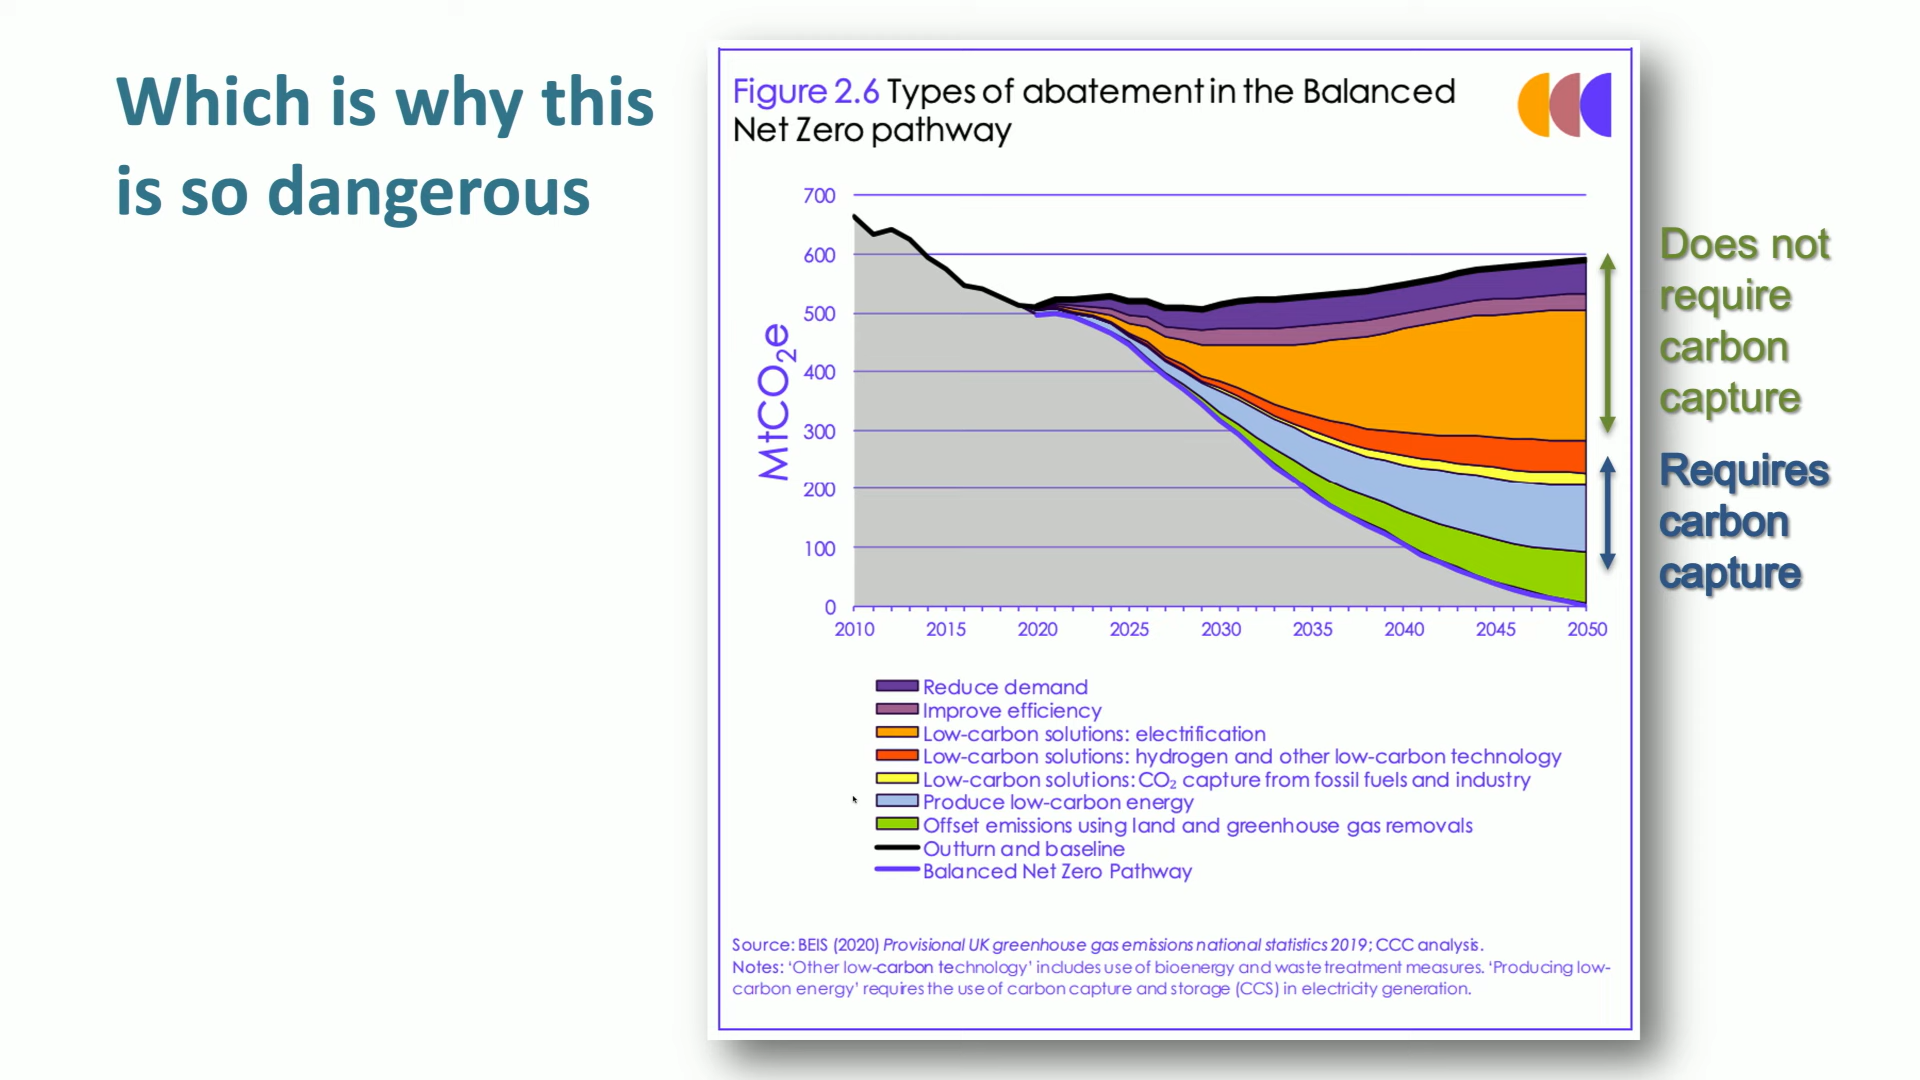 Which is why this
is so dangerous
Figure 2.6 Types of abatement in the Balanced
Net Zero pathway
MtCO₂e
700
600
500
400
300
200
100
0
2010 2015 2020 2025 2030 2035 2040 2045 2050
Reduce demand
Improve efficiency
Low-carbon solutions: electrification
Low-carbon solutions: hydrogen and other low-carbon technology
Low-carbon solutions: CO₂ capture from fossil fuels and industry
Produce low-carbon energy
Offset emissions using land and greenhouse gas removals
Outturn and baseline
Balanced Net Zero Pathway
Source: BEIS (2020) Provisional UK greenhouse gas emissions national statistics 2019; CCC analysis.
Notes: ‘Other low-carbon technology’ includes use of bioenergy and waste treatment measures. ‘Producing low-
carbon energy’ requires the use of carbon capture and storage (CCS) in electricity generation.
Does not
require
carbon
capture
Requires
carbon
capture